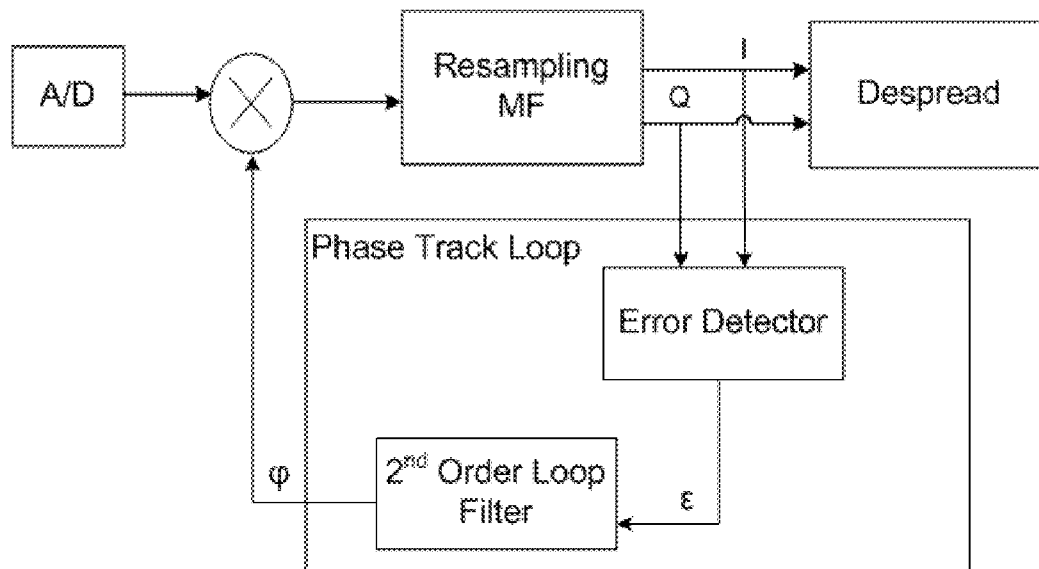 A/D
Resampling
MF
I
Q
Despread
Phase Track Loop
Error Detector
2nd Order Loop
Filter
φ
ε